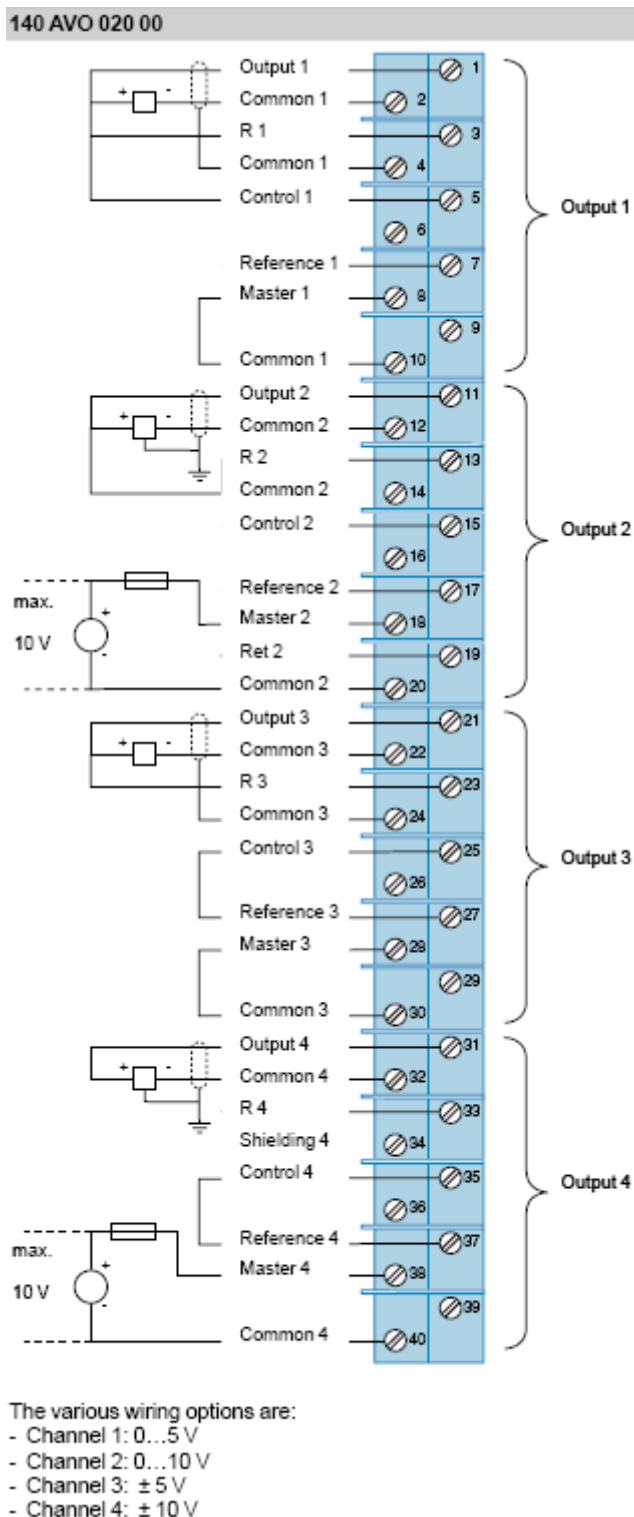 140 AVO 020 00
Output 1 1
+ - Common 1 2
R 1 3
Common 1 4
Control 1 5
Output 1
6
Reference 1 7
Master 1 8
9
Common 1 10
Output 2 11
+ - Common 2 12
R 2 13
Common 2 14
Control 2 15
Output 2
16
Reference 2 17
max.
+ Master 2 18
10 V
- Ret 2 19
Common 2 20
Output 3 21
+ - Common 3 22
R 3 23
Common 3 24
Control 3 25
Output 3
26
Reference 3 27
Master 3 28
29
Common 3 30
Output 4 31
+ - Common 4 32
R 4 33
Shielding 4 34
Control 4 35
Output 4
36
Reference 4 37
max.
+ Master 4 38
10 V
- 39
Common 4 40
The various wiring options are:
- Channel 1: 0...5 V
- Channel 2: 0...10 V
- Channel 3: ± 5 V
- Channel 4: ± 10 V